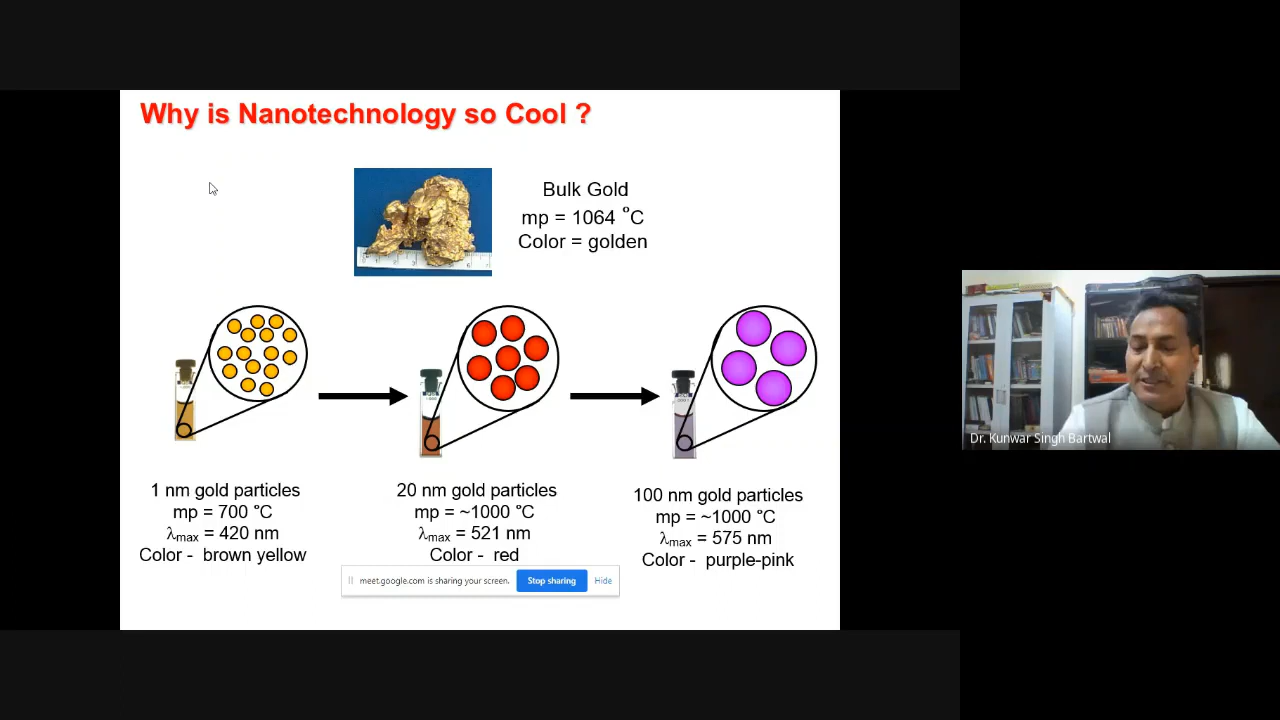 Why is Nanotechnology so Cool ?
Bulk Gold
mp = 1064 °C
Color = golden
1 nm gold particles
mp = 700 °C
λmax = 420 nm
Color - brown yellow
20 nm gold particles
mp = ~1000 °C
λmax = 521 nm
Color - red
100 nm gold particles
mp = ~1000 °C
λmax = 575 nm
Color - purple-pink
meet.google.com is sharing your screen.
Stop sharing
Hide
Dr. Kunwar Singh Bartwal